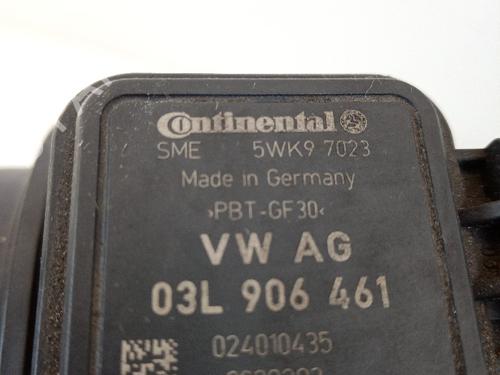 Continental
SME 5WK9 7023
Made in Germany
›PBT-GF30‹
VW AG
03L 906 461
024010435